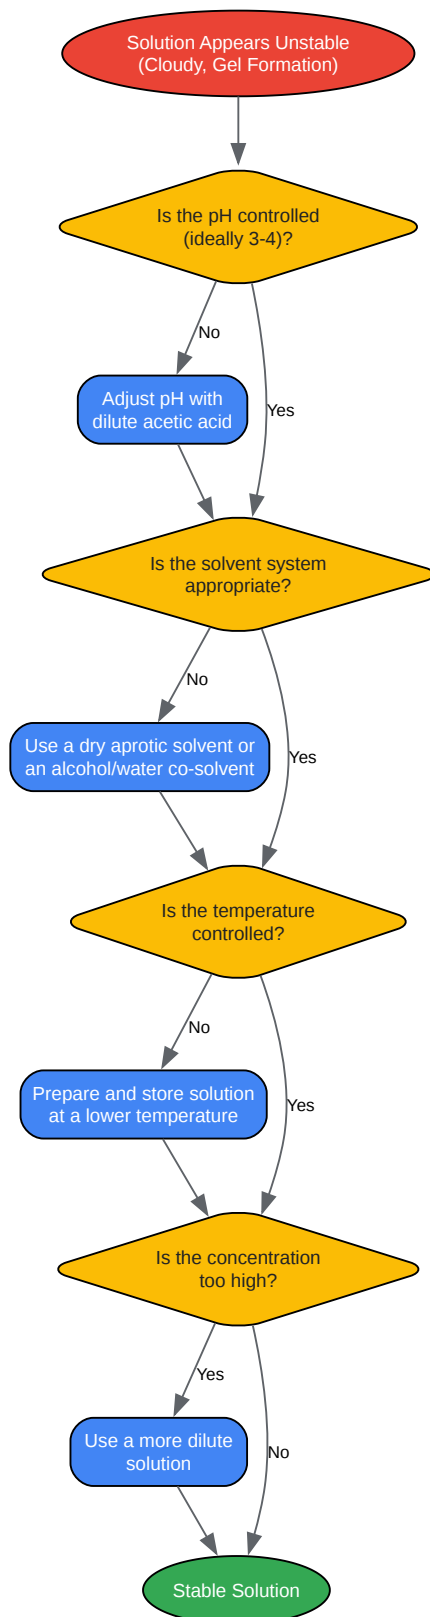 Solution Appears Unstable
(Cloudy, Gel Formation)
Is the pH controlled
(ideally 3-4)?
No
Adjust pH with
dilute acetic acid
Yes
Is the solvent system
appropriate?
No
Use a dry aprotic solvent or
an alcohol/water co-solvent
Yes
Is the temperature
controlled?
No
Prepare and store solution
at a lower temperature
Yes
Is the concentration
too high?
Yes
Use a more dilute
solution
No
Stable Solution